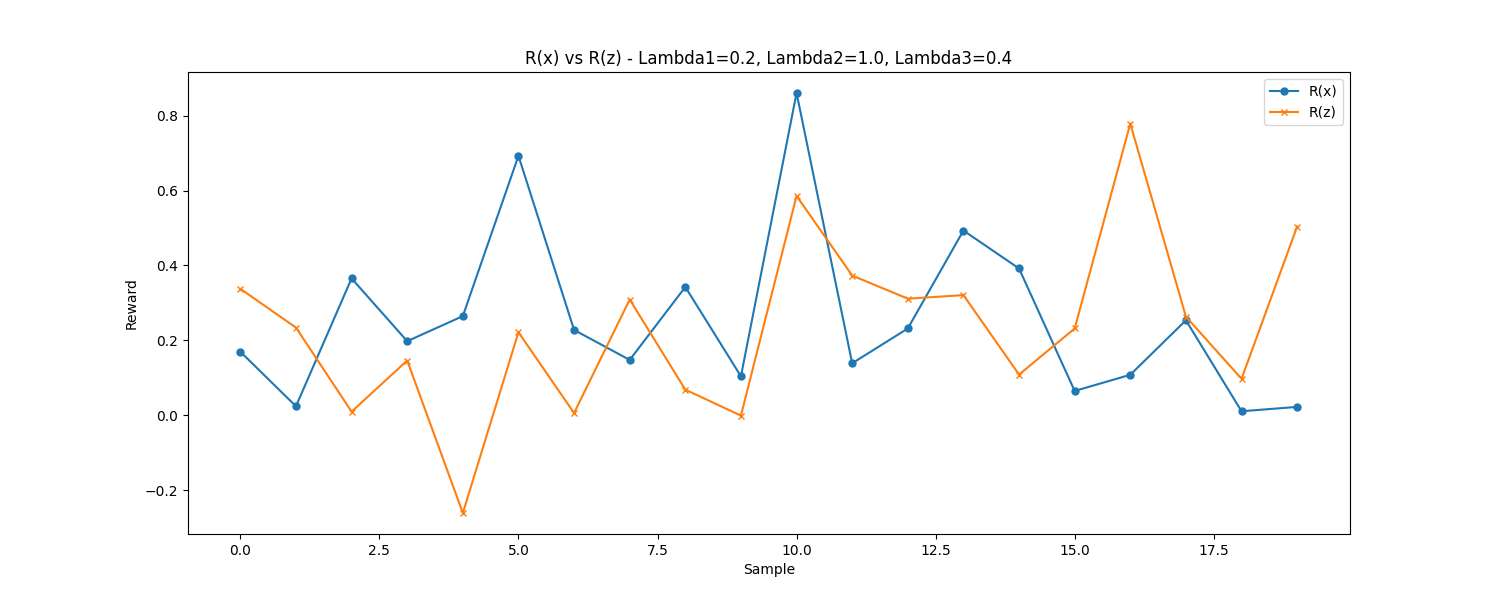 R(x) vs R(z) - Lambda1=0.2, Lambda2=1.0, Lambda3=0.4
R(x)
R(z)
Reward
0.8
0.6
0.4
0.2
0.0
−0.2
0.0 2.5 5.0 7.5 10.0 12.5 15.0 17.5
Sample